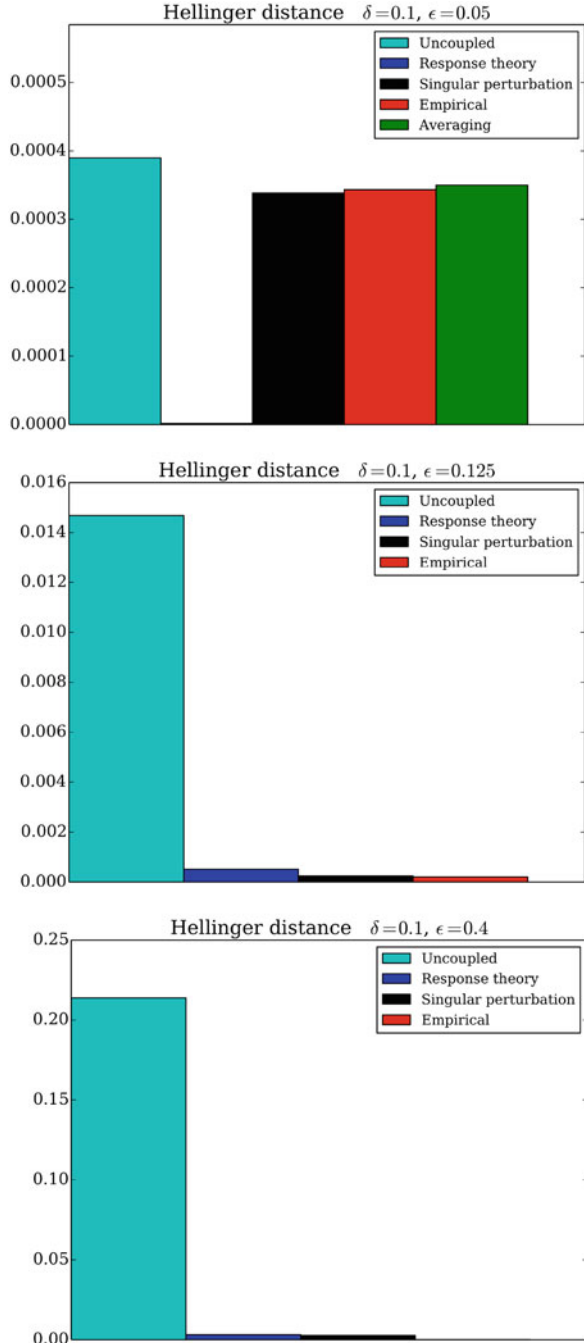 Hellinger distance δ=0.1, ϵ=0.05
Uncoupled
Response theory
Singular perturbation
Empirical
Averaging
0.0005
0.0004
0.0003
0.0002
0.0001
0.0000
Hellinger distance δ=0.1, ϵ=0.125
Uncoupled
Response theory
Singular perturbation
Empirical
0.016
0.014
0.012
0.010
0.008
0.006
0.004
0.002
0.000
Hellinger distance δ=0.1, ϵ=0.4
Uncoupled
Response theory
Singular perturbation
Empirical
0.25
0.20
0.15
0.10
0.05
0.00